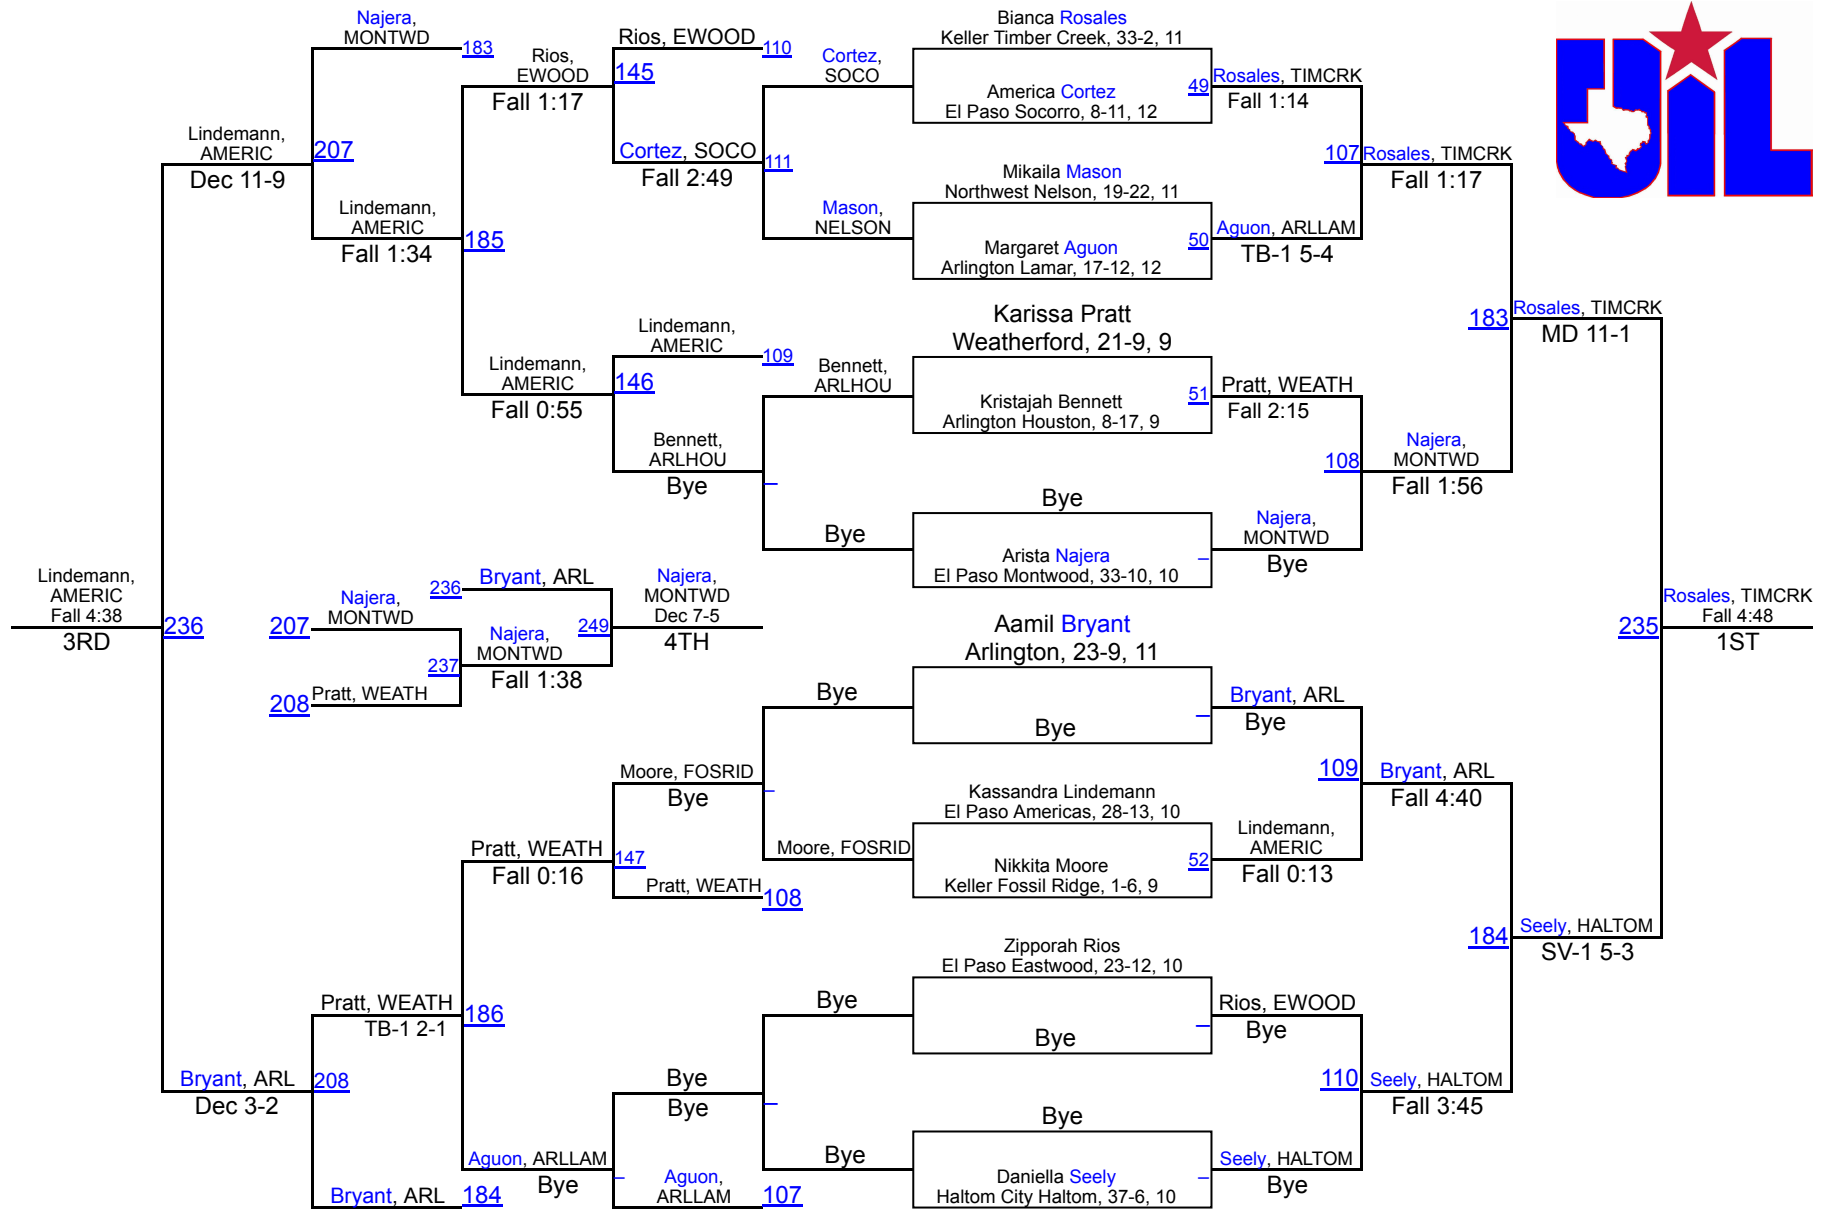 Najera,
MONTWD
183
Rios,
EWOOD
Fall 1:17
Rios, EWOOD
110
145
Cortez, SOCO
Fall 2:49
111
Lindemann,
AMERIC
Dec 11-9
207
Lindemann,
AMERIC
Fall 1:34
185
Lindemann,
AMERIC
Fall 0:55
Lindemann,
AMERIC
109
146
Bennett,
ARLHOU
Bye
Cortez,
SOCO
Mason,
NELSON
Bennett,
ARLHOU
Bye
Bianca Rosales
Keller Timber Creek, 33-2, 11
America Cortez
El Paso Socorro, 8-11, 12
49
Rosales, TIMCRK
Fall 1:14
Mikaila Mason
Northwest Nelson, 19-22, 11
Margaret Aguon
Arlington Lamar, 17-12, 12
50
Aguon, ARLLAM
TB-1 5-4
107
Rosales, TIMCRK
Fall 1:17
Karissa Pratt
Weatherford, 21-9, 9
Kristajah Bennett
Arlington Houston, 8-17, 9
51
Pratt, WEATH
Fall 2:15
Bye
Arista Najera
El Paso Montwood, 33-10, 10
Najera,
MONTWD
Bye
108
Najera,
MONTWD
Fall 1:56
183
Rosales, TIMCRK
MD 11-1
UIL
Lindemann,
AMERIC
Fall 4:38
3RD
236
207
Najera,
MONTWD
208
Pratt, WEATH
237
236
Bryant, ARL
Najera,
MONTWD
Fall 1:38
249
Najera,
MONTWD
Dec 7-5
4TH
235
Rosales, TIMCRK
Fall 4:48
1ST
Aamil Bryant
Arlington, 23-9, 11
Bye
Bye
Bryant, ARL
Bye
Moore, FOSRID
Bye
Moore, FOSRID
Kassandra Lindemann
El Paso Americas, 28-13, 10
Nikkita Moore
Keller Fossil Ridge, 1-6, 9
52
Lindemann,
AMERIC
Fall 0:13
109
Bryant, ARL
Fall 4:40
Pratt, WEATH
Fall 0:16
147
Pratt, WEATH
108
Zipporah Rios
El Paso Eastwood, 23-12, 10
Bye
Bye
Rios, EWOOD
Bye
184
Seely, HALTOM
SV-1 5-3
Pratt, WEATH
TB-1 2-1
186
Bryant, ARL
Dec 3-2
208
Bye
Bye
Bye
Bye
Daniella Seely
Haltom City Haltom, 37-6, 10
Seely, HALTOM
Bye
110
Seely, HALTOM
Fall 3:45
Aguon, ARLLAM
Bye
Aguon,
ARLLAM
107
Bryant, ARL
184